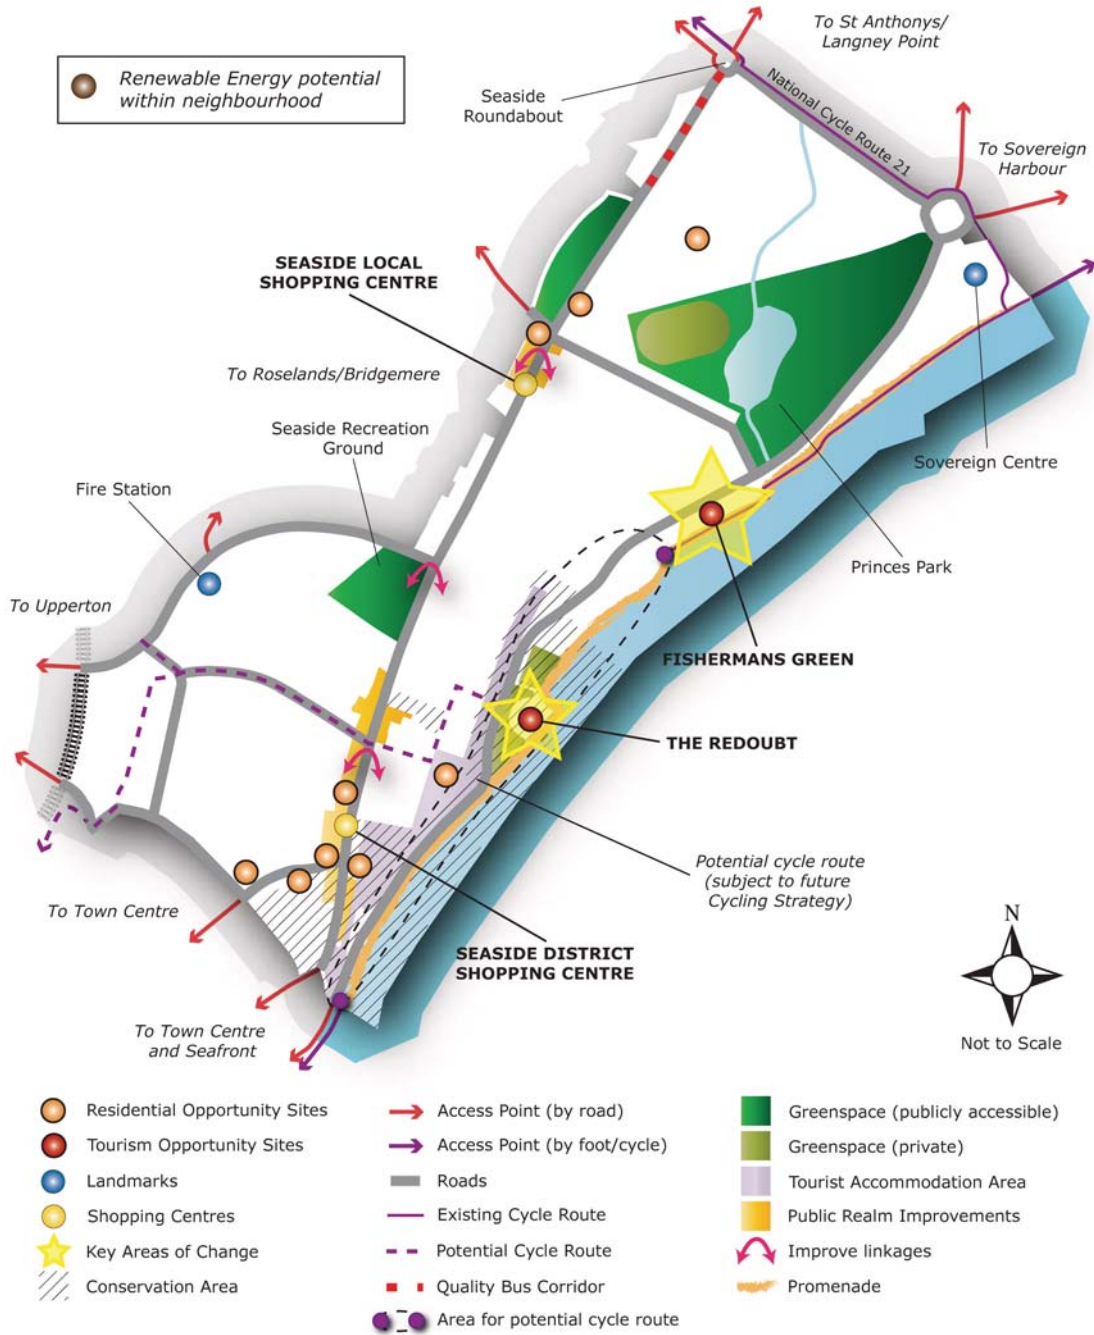 Renewable Energy potential
within neighbourhood
To St Anthonys/
Langney Point
Seaside
Roundabout
National Cycle Route 21
To Sovereign
Harbour
SEASIDE LOCAL
SHOPPING CENTRE
To Roselands/Bridgemere
Seaside Recreation
Ground
Fire Station
Sovereign Centre
Princes Park
To Upperton
FISHERMANS GREEN
THE REDOUBT
Potential cycle route
(subject to future
Cycling Strategy)
To Town Centre
SEASIDE DISTRICT
SHOPPING CENTRE
To Town Centre
and Seafront
N
Not to Scale
Residential Opportunity Sites
Tourism Opportunity Sites
Landmarks
Shopping Centres
Key Areas of Change
Conservation Area
Access Point (by road)
Access Point (by foot/cycle)
Roads
Existing Cycle Route
Potential Cycle Route
Quality Bus Corridor
Area for potential cycle route
Greenspace (publicly accessible)
Greenspace (private)
Tourist Accommodation Area
Public Realm Improvements
Improve linkages
Promenade